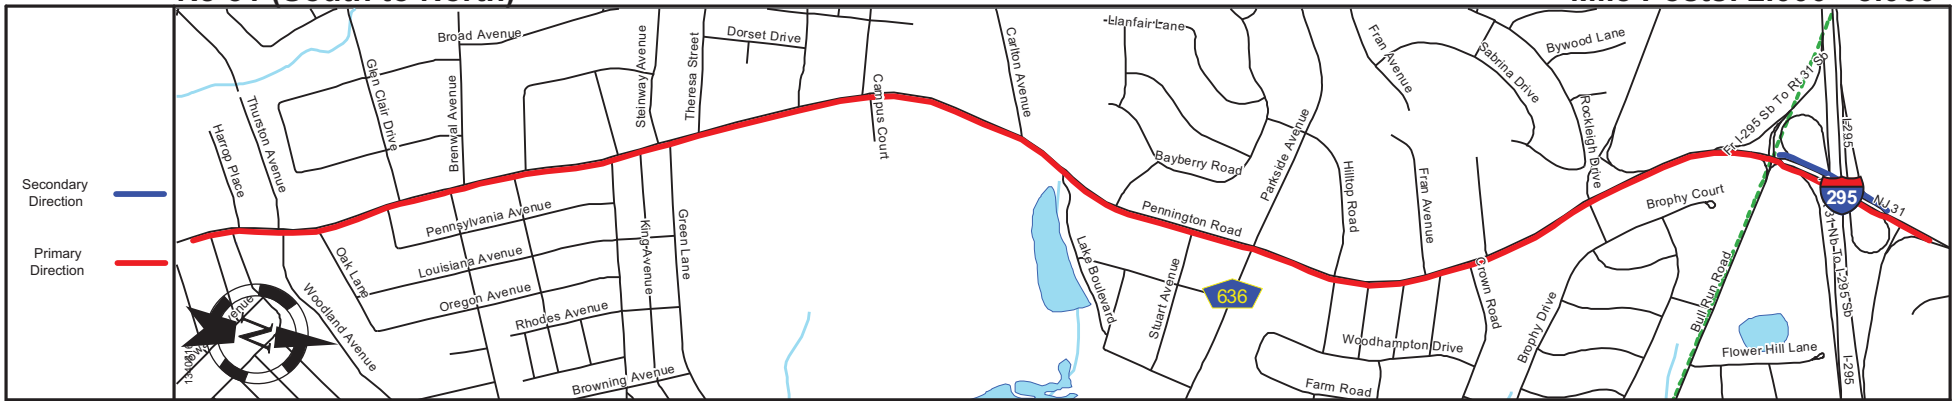 Secondary
Direction
Primary
Direction
Broad Avenue
Glen Clair Drive
Brenwal Avenue
Steinway Avenue
Theresa Street
Dorset Drive
Campus Court
Carlton Avenue
Llanfair Lane
Fran Avenue
Sabrina Drive
Bywood Lane
Rockleigh Drive
Fr I-295 Sb To Rt 31 Sb
I-295
Thurston Avenue
Harrop Place
Bayberry Road
Parkside Avenue
Hilltop Road
Fran Avenue
Brophy Court
295
NJ 31
Pennsylvania Avenue
Pennington Road
Louisiana Avenue
Oak Lane
King Avenue
Green Lane
Lake Boulevard
Stuart Avenue
636
Crown Road
Brophy Drive
Bull Run Road
31 Nb To I-295 Sb
Oregon Avenue
Rhodes Avenue
Woodland Avenue
Browning Avenue
Woodhampton Drive
Farm Road
Flower Hill Lane
I-295
N